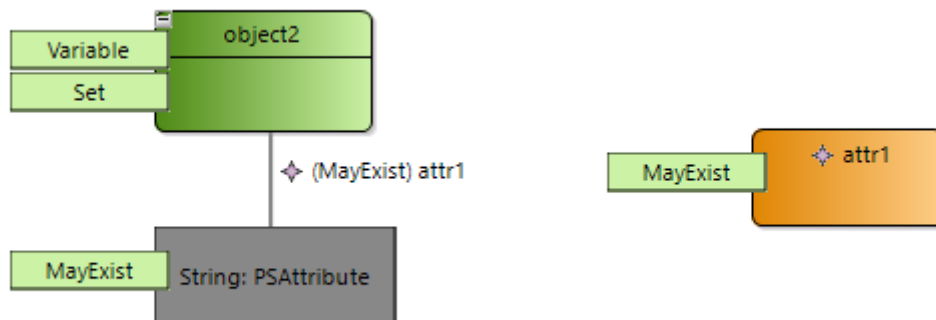 object2
Variable
Set
(MayExist) attr1
MayExist
String: PSAttribute
attr1
MayExist